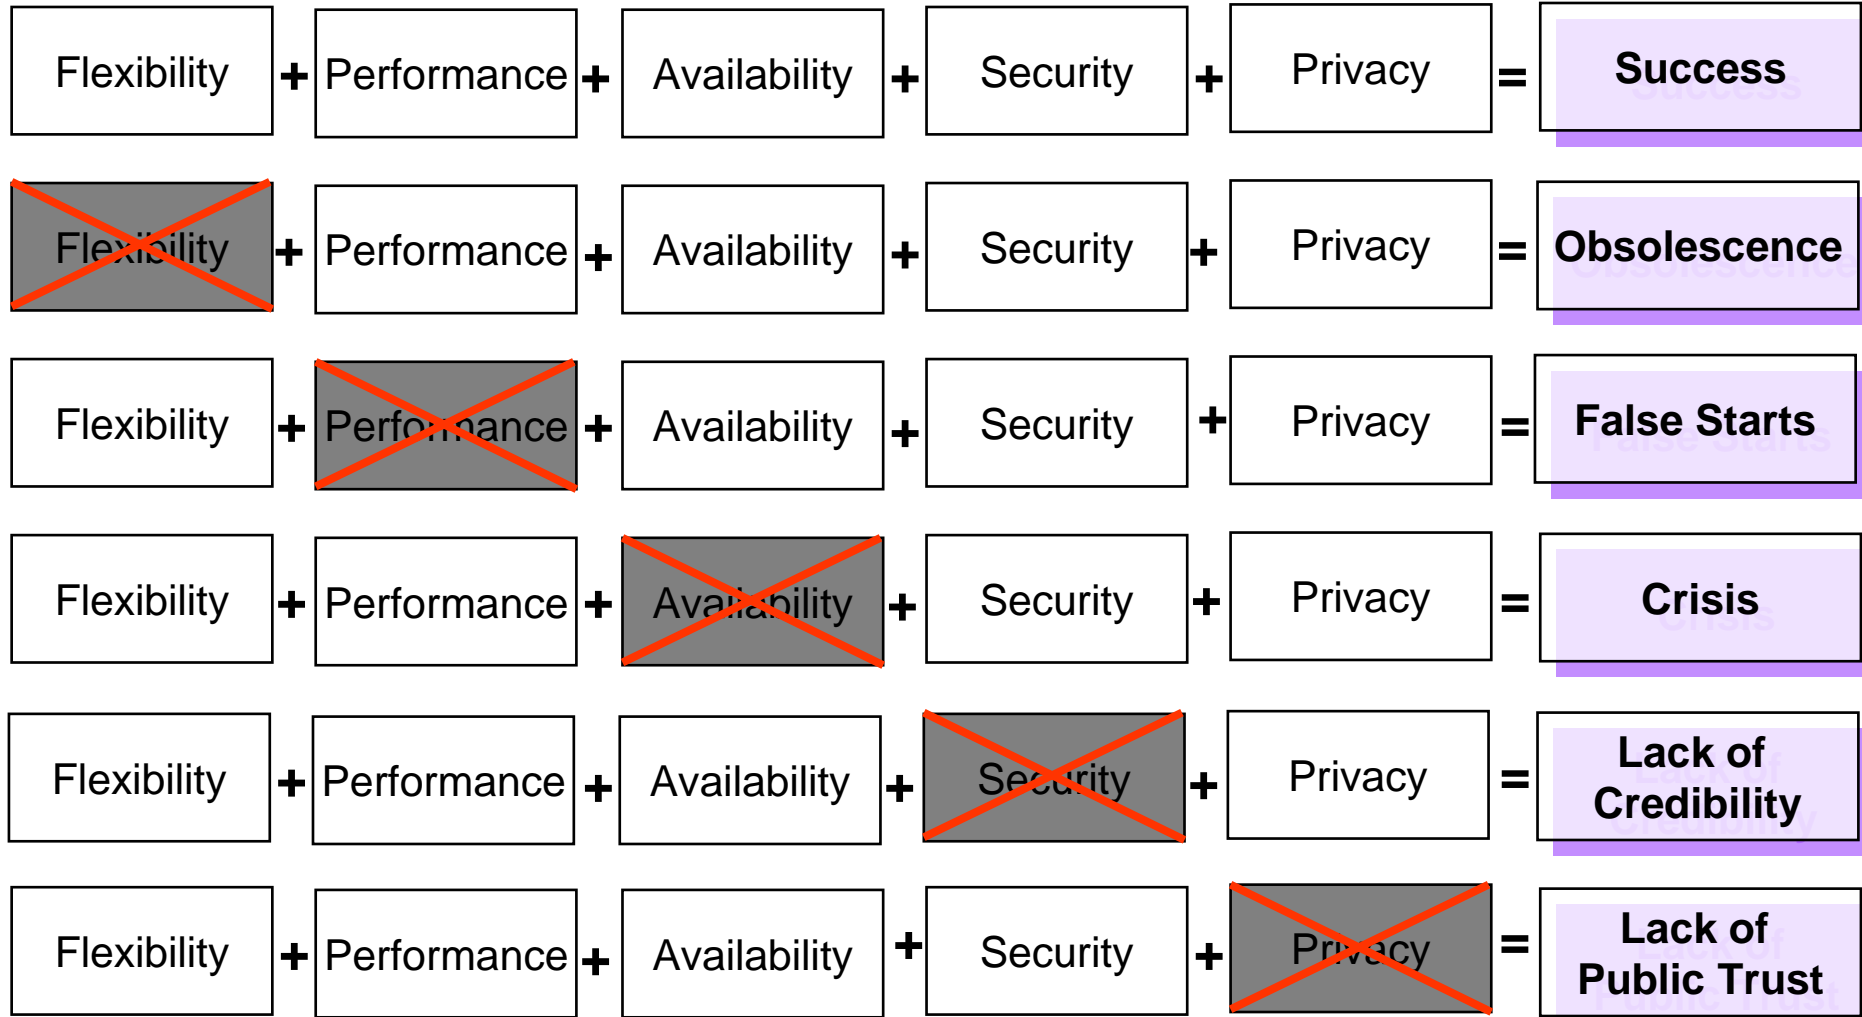 Flexibility + Performance + Availability + Security + Privacy = Success
Flexibility + Performance + Availability + Security + Privacy = Obsolescence
Flexibility + Performance + Availability + Security + Privacy = False Starts
Flexibility + Performance + Availability + Security + Privacy = Crisis
Flexibility + Performance + Availability + Security + Privacy = Lack of
Credibility
Flexibility + Performance + Availability + Security + Privacy = Lack of
Public Trust